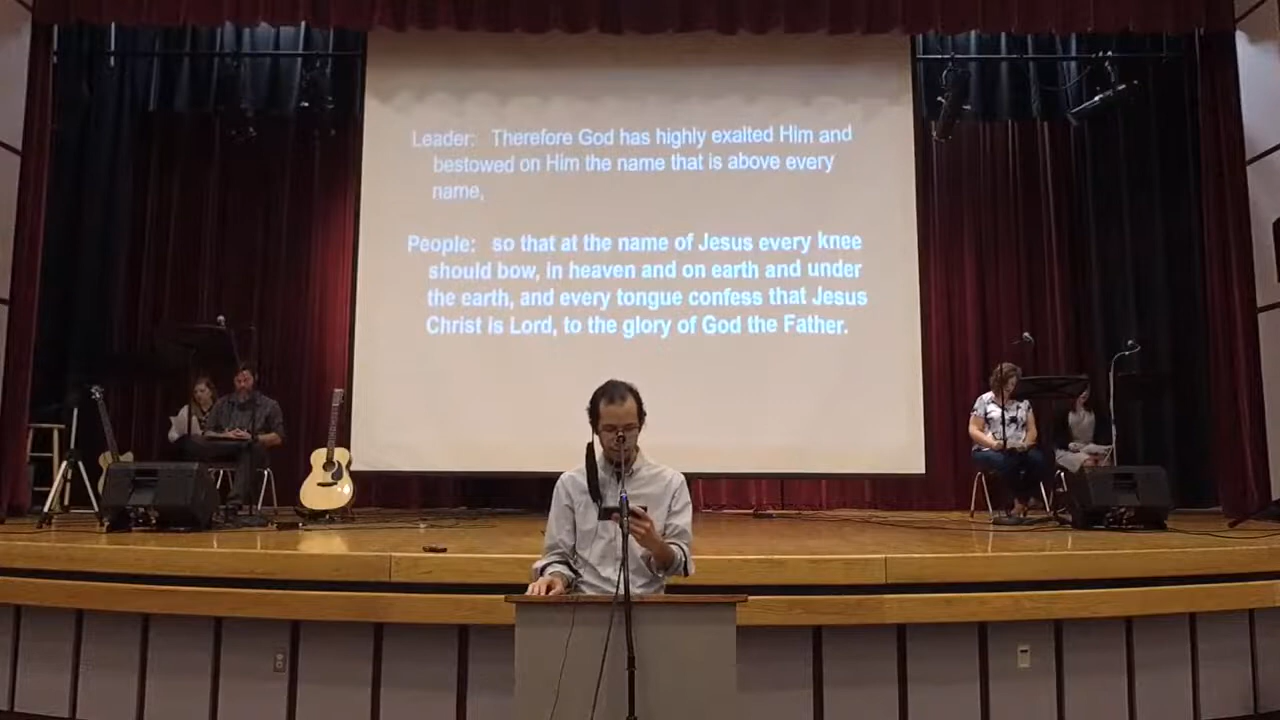 Leader: Therefore God has highly exalted Him and
bestowed on Him the name that is above every
name,
People: so that at the name of Jesus every knee
should bow, in heaven and on earth and under
the earth, and every tongue confess that Jesus
Christ is Lord, to the glory of God the Father.